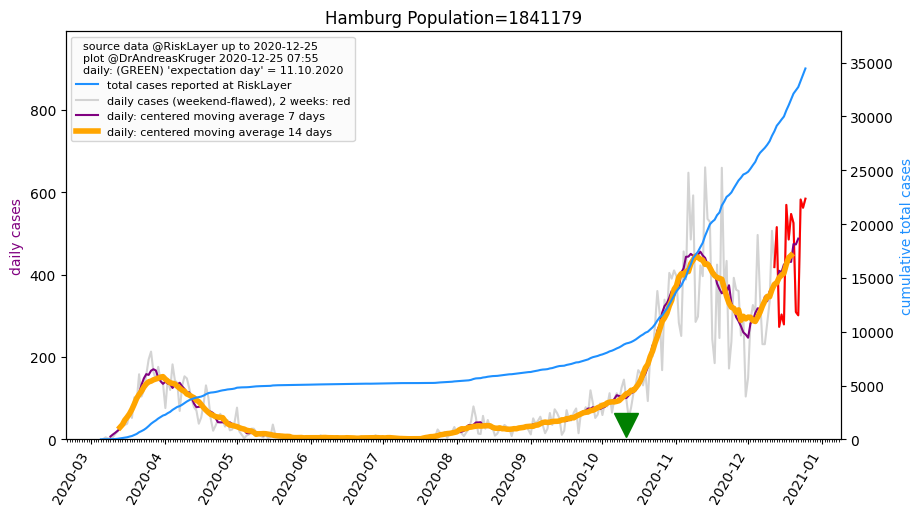 Hamburg Population=1841179
source data @RiskLayer up to 2020-12-25
plot @DrAndreasKruger 2020-12-25 07:55
daily: (GREEN) 'expectation day' = 11.10.2020
total cases reported at RiskLayer
daily cases (weekend-flawed), 2 weeks: red
daily: centered moving average 7 days
daily: centered moving average 14 days
daily cases
800
600
400
200
0
35000
30000
25000
20000
15000
10000
5000
0
cumulative total cases
2020-03
2020-04
2020-05
2020-06
2020-07
2020-08
2020-09
2020-10
2020-11
2020-12
2021-01